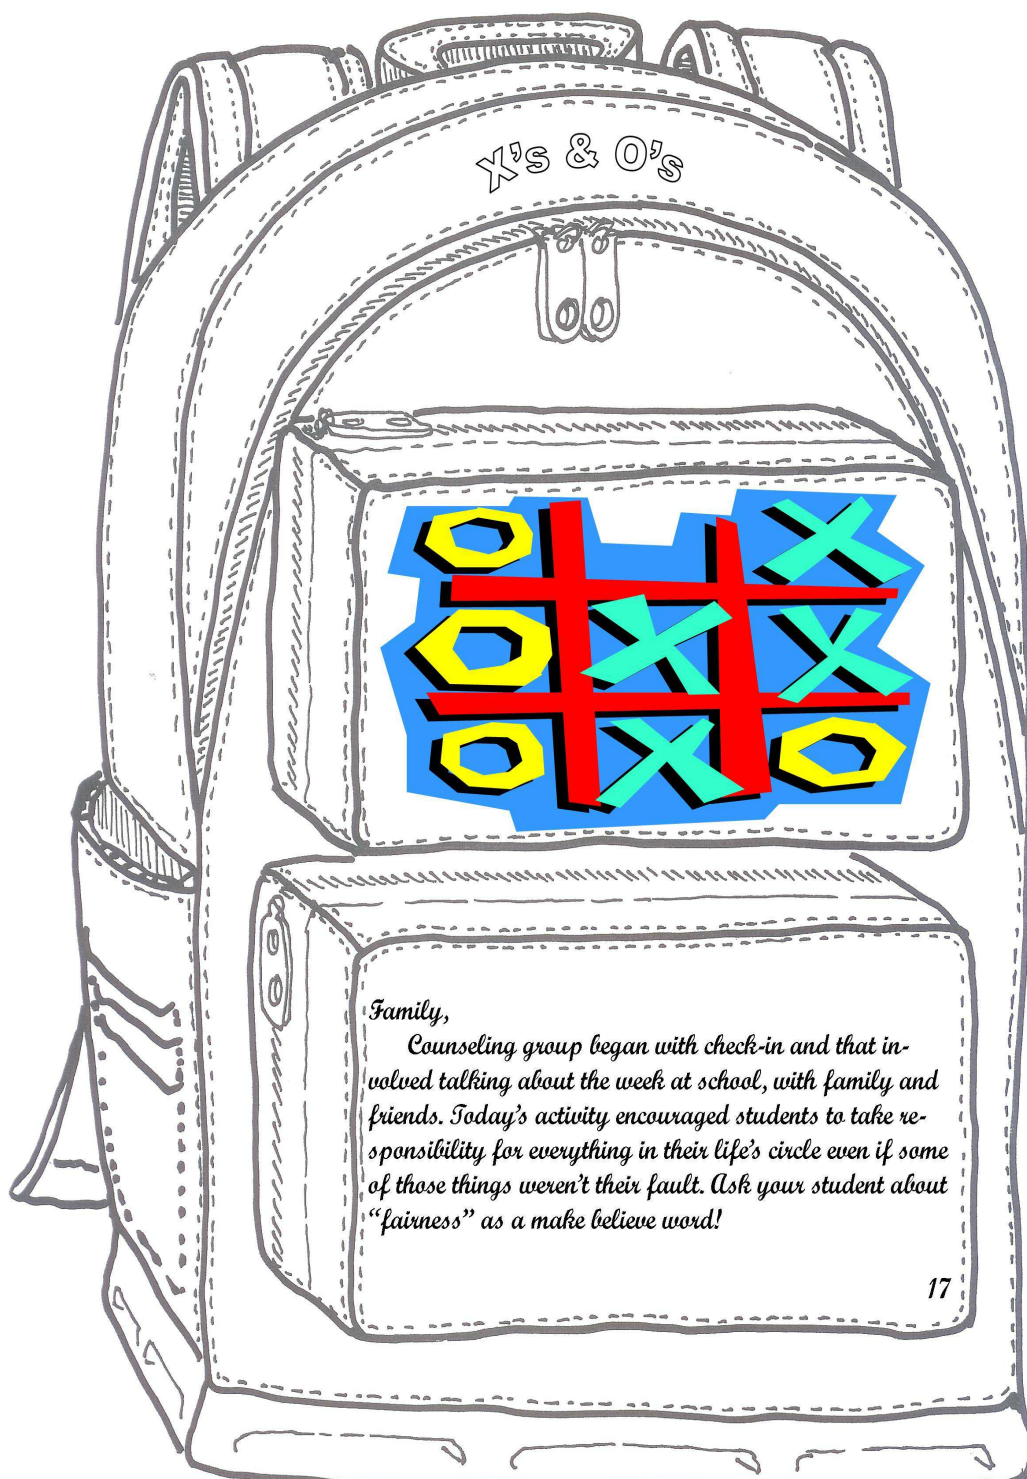 X's & O's
Family,
Counseling group began with check-in and that in-
volved talking about the week at school, with family and
friends. Today's activity encouraged students to take re-
sponsibility for everything in their life's circle even if some
of those things weren't their fault. Ask your student about
“fairness” as a make believe word!
17